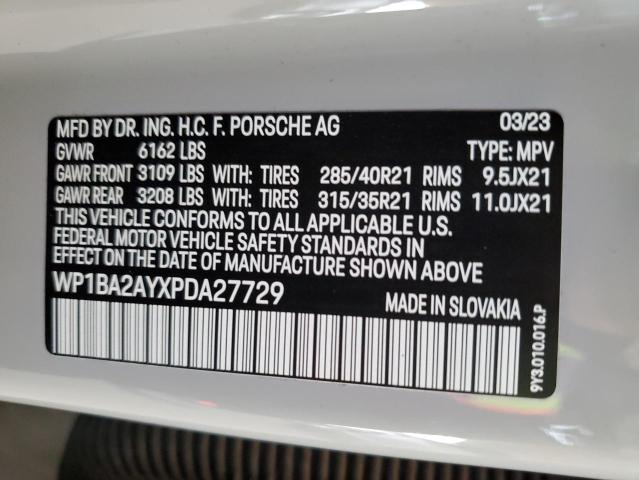 MFD BY DR. ING. H.C. F. PORSCHE AG 03/23
GVWR 6162 LBS TYPE: MPV
GAWR FRONT 3109 LBS WITH: TIRES 285/40R21 RIMS 9.5JX21
GAWR REAR 3208 LBS WITH: TIRES 315/35R21 RIMS 11.0JX21
THIS VEHICLE CONFORMS TO ALL APPLICABLE U.S.
FEDERAL MOTOR VEHICLE SAFETY STANDARDS IN
EFFECT ON THE DATE OF MANUFACTURE SHOWN ABOVE
WP1BA2AYXPDA27729 MADE IN SLOVAKIA
9Y3.010.016.P